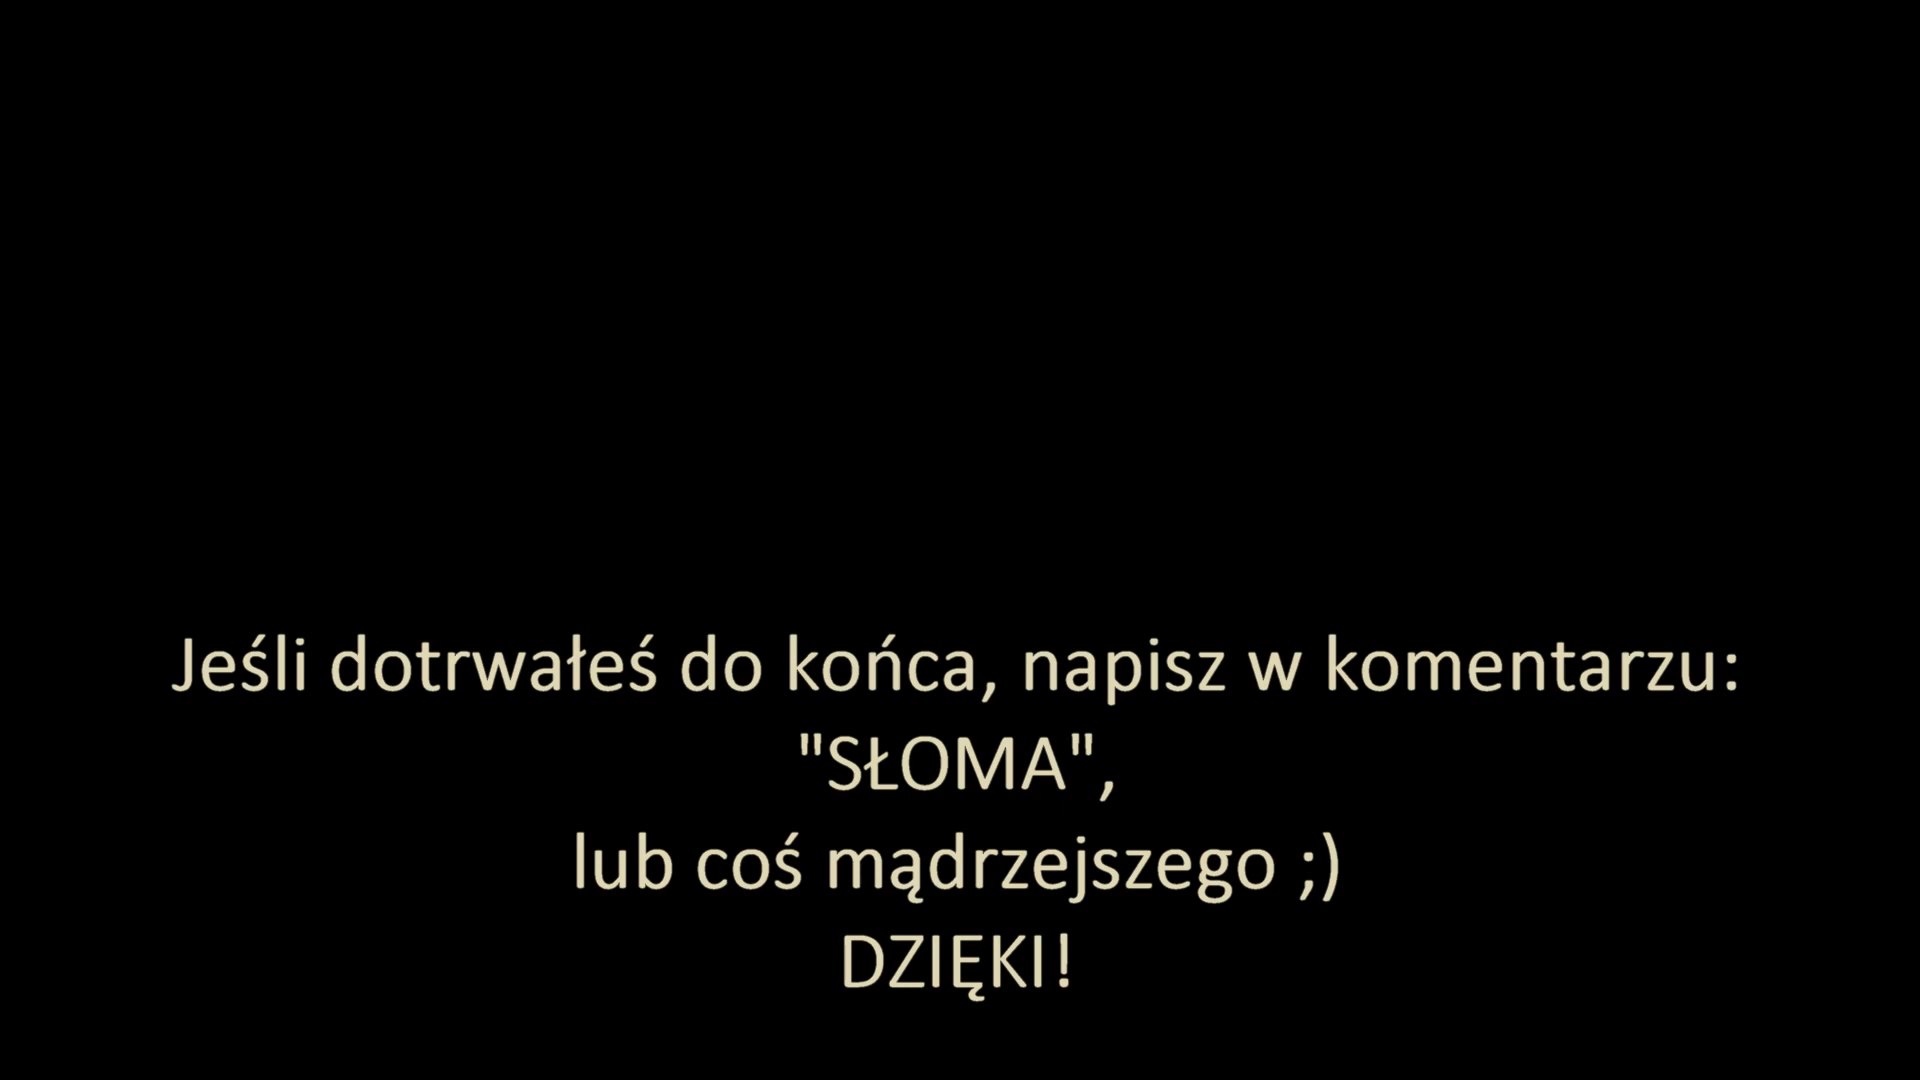 Jeśli dotrwałeś do końca, napisz w komentarzu:
"SŁOMA",
lub coś mądrzejszego ;)
DZIĘKI!